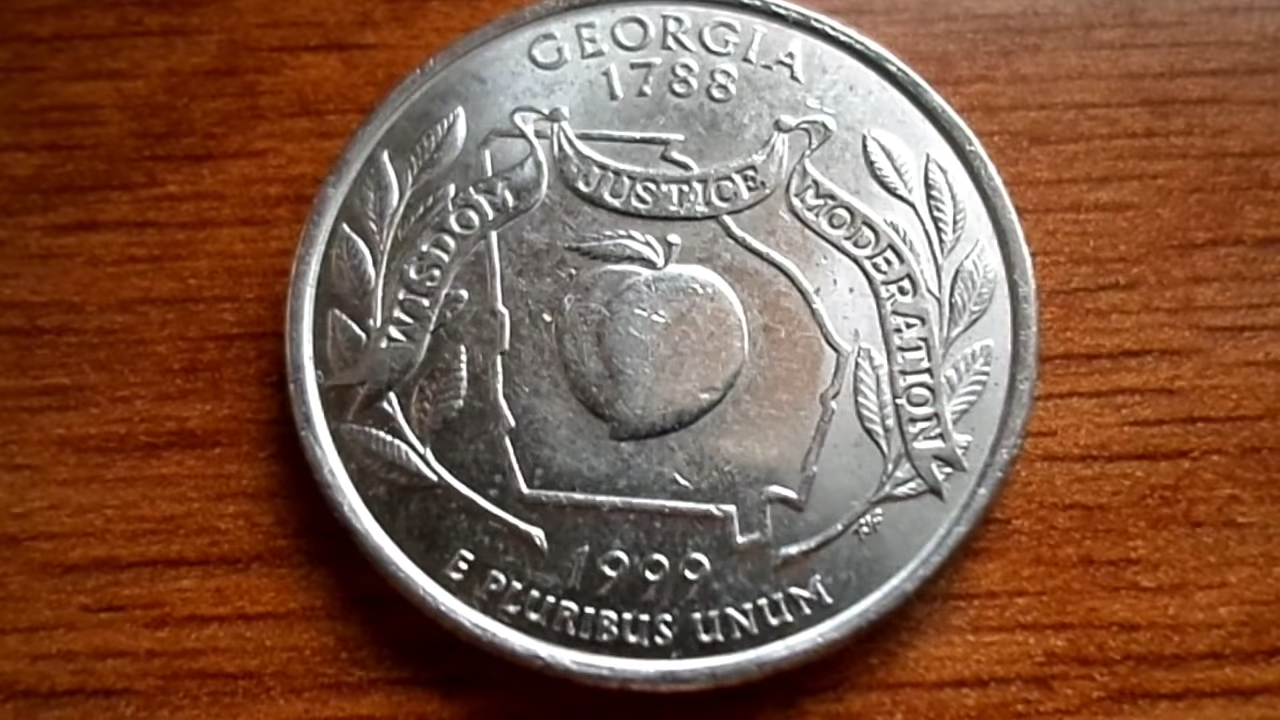 GEORGIA
1788
WISDOM JUSTICE MODERATION
1999
E PLURIBUS UNUM